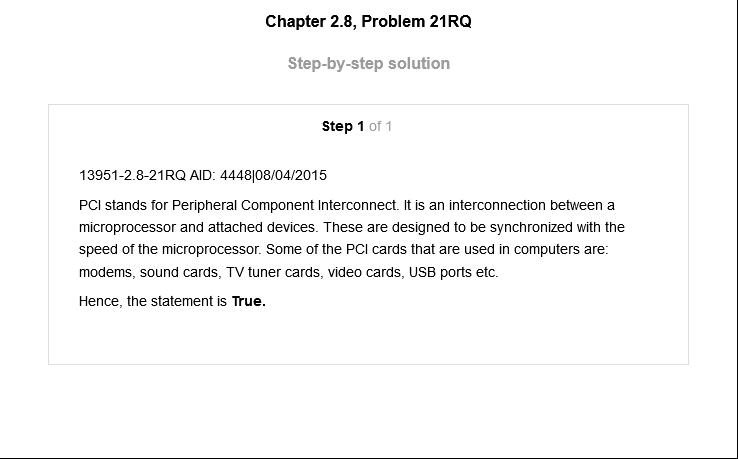 Chapter 2.8, Problem 21RQ
Step-by-step solution
Step 1 of 1
13951-2.8-21RQ AID: 4448|08/04/2015
PCI stands for Peripheral Component Interconnect. It is an interconnection between a
microprocessor and attached devices. These are designed to be synchronized with the
speed of the microprocessor. Some of the PCI cards that are used in computers are:
modems, sound cards, TV tuner cards, video cards, USB ports etc.
Hence, the statement is True.